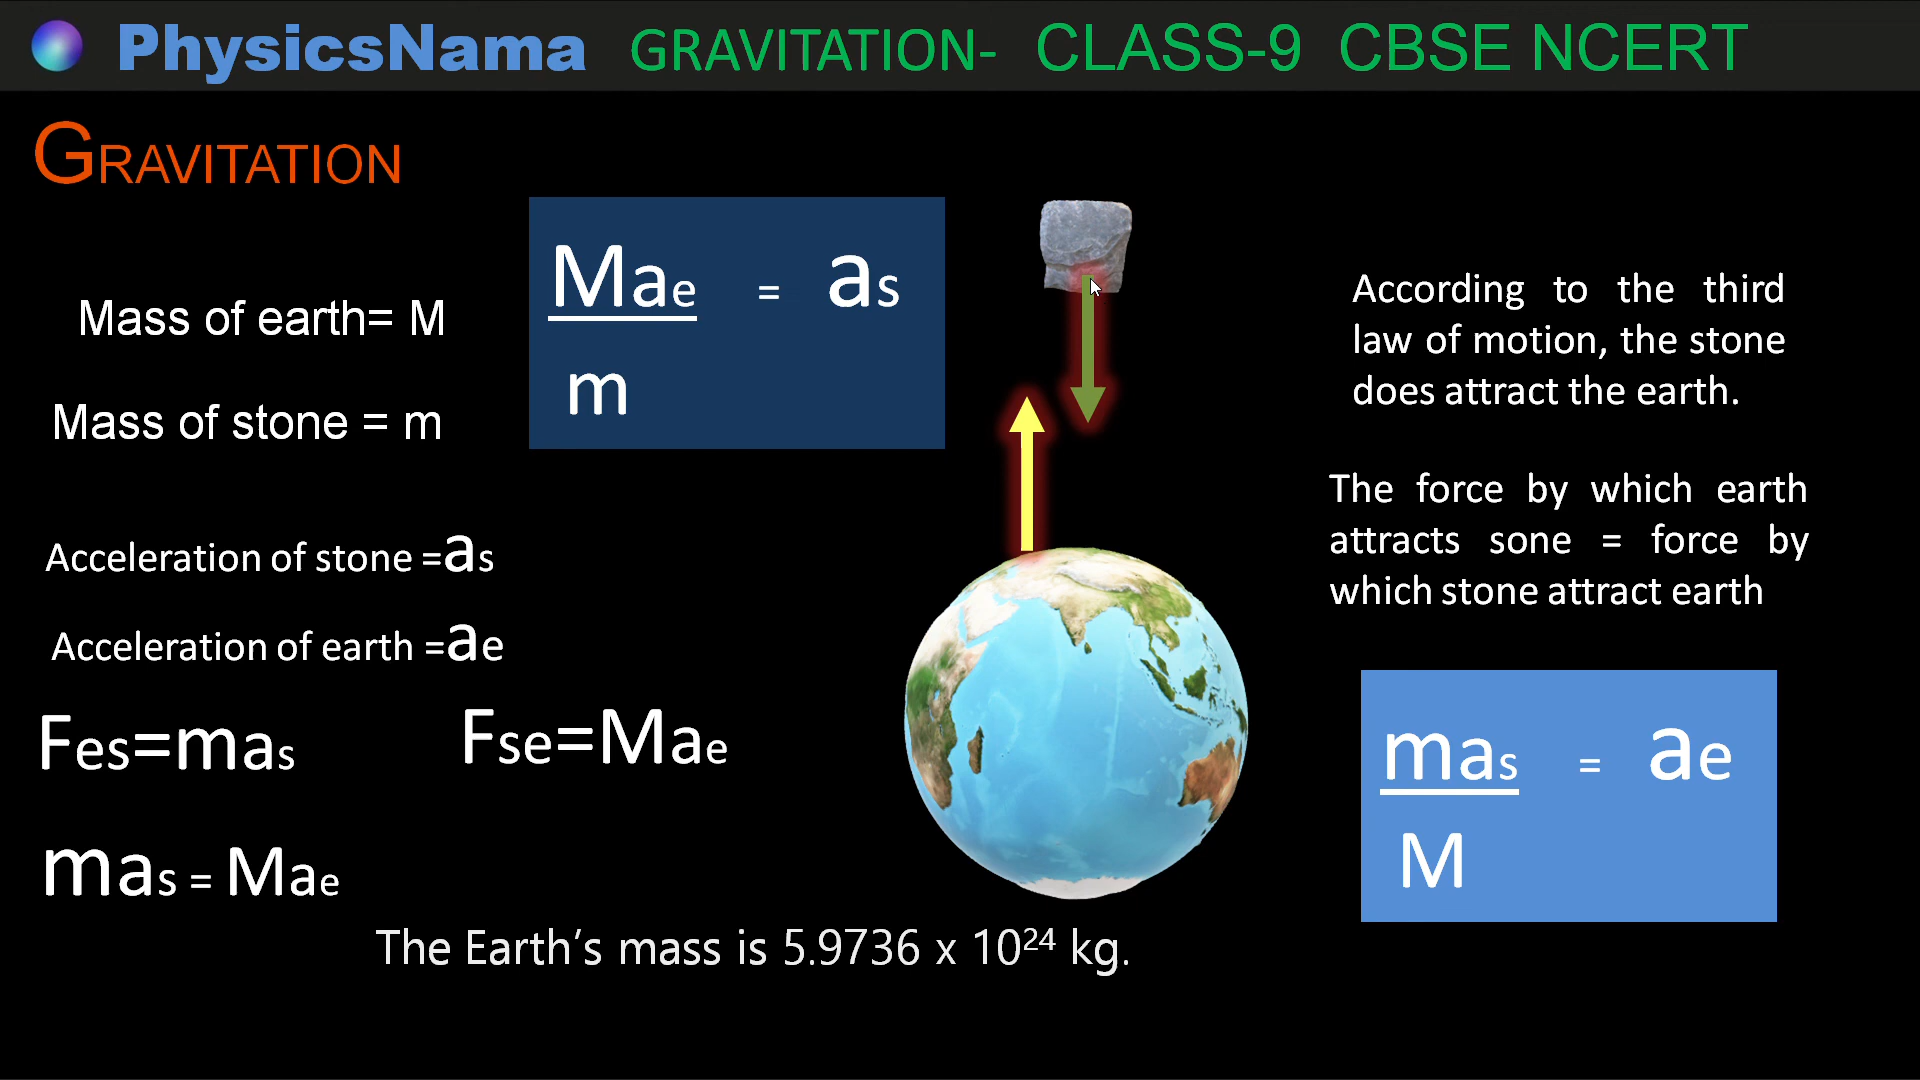 PhysicsNama GRAVITATION- CLASS-9 CBSE NCERT
GRAVITATION
Mae = as
m
Mass of earth= M
Mass of stone = m
Acceleration of stone =as
Acceleration of earth =ae
Fes=mas Fse=Mae
mas = Mae
According to the third
law of motion, the stone
does attract the earth.
The force by which earth
attracts sone = force by
which stone attract earth
mas = ae
M
The Earth’s mass is 5.9736 x 10²⁴ kg.